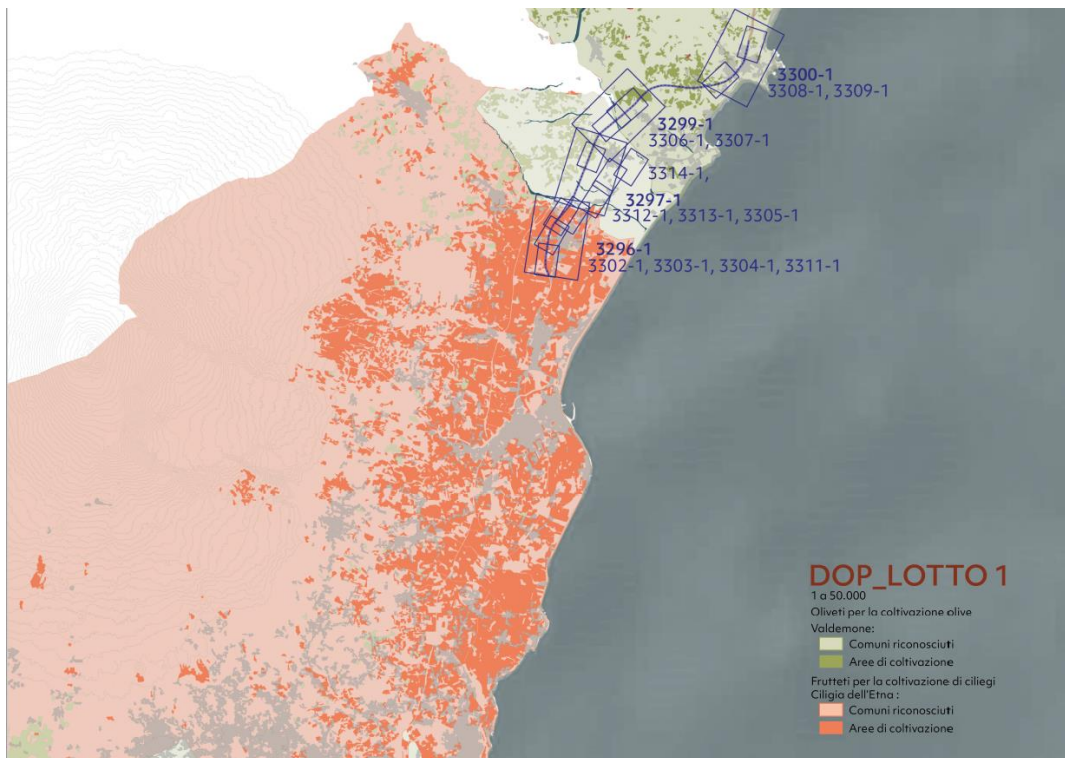 3300-1
3308-1, 3309-1
3299-1
3306-1, 3307-1
3314-1,
3297-1
3312-1, 3313-1, 3305-1
3296-1
3302-1, 3303-1, 3304-1, 3311-1
DOP_LOTTO 1
1 a 50.000
Oliveti per la coltivazione olive
Valdemone:
Comuni riconosciuti
Aree di coltivazione
Frutteti per la coltivazione di ciliegi
Ciligia dell'Etna :
Comuni riconosciuti
Aree di coltivazione